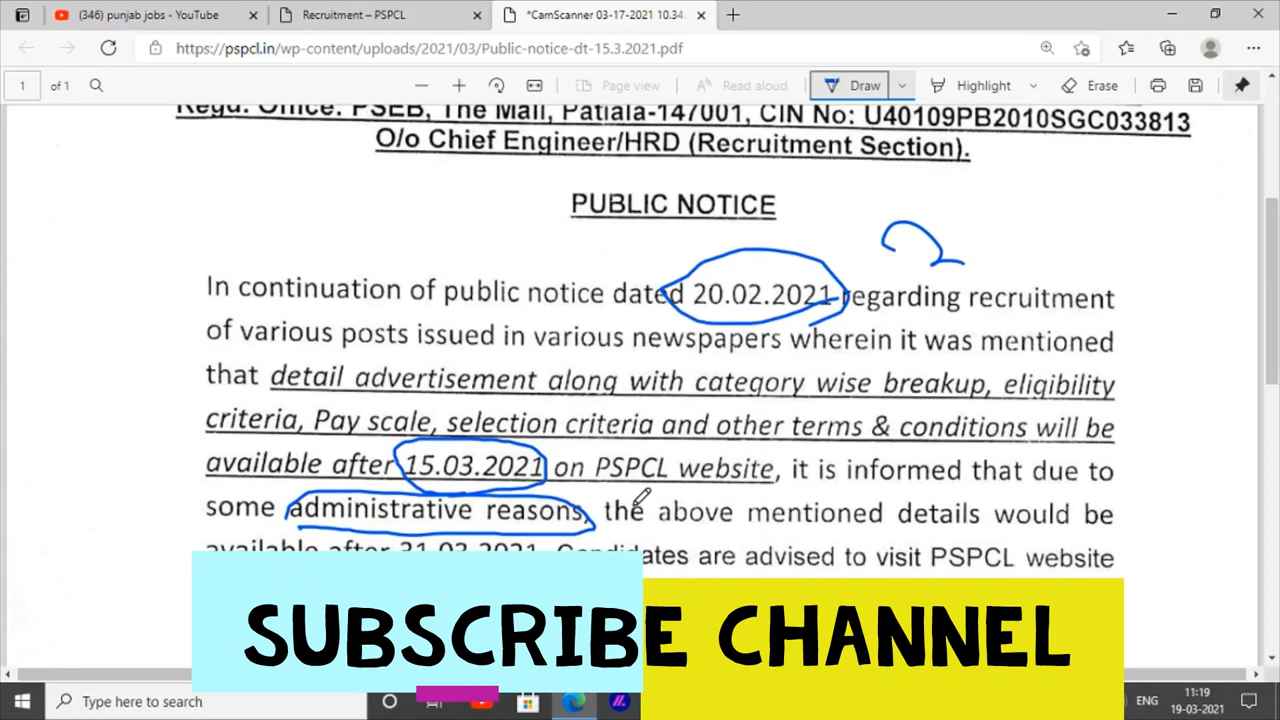 (346) punjab jobs - YouTube
Recruitment – PSPCL
*CamScanner 03-17-2021 10.34.
https://pspcl.in/wp-content/uploads/2021/03/Public-notice-dt-15.3.2021.pdf
1 of 1
Page view
Read aloud
Draw
Highlight
Erase
Regd. Office: PSEB, The Mall, Patiala-147001, CIN No: U40109PB2010SGC033813
O/o Chief Engineer/HRD (Recruitment Section).
PUBLIC NOTICE
In continuation of public notice dated 20.02.2021 regarding recruitment
of various posts issued in various newspapers wherein it was mentioned
that detail advertisement along with category wise breakup, eligibility
criteria, Pay scale, selection criteria and other terms & conditions will be
available after 15.03.2021 on PSPCL website, it is informed that due to
some administrative reasons, the above mentioned details would be
available after 31.03.2021. Candidates are advised to visit PSPCL website
SUBSCRIBE CHANNEL
Type here to search
ENG
11:19
19-03-2021